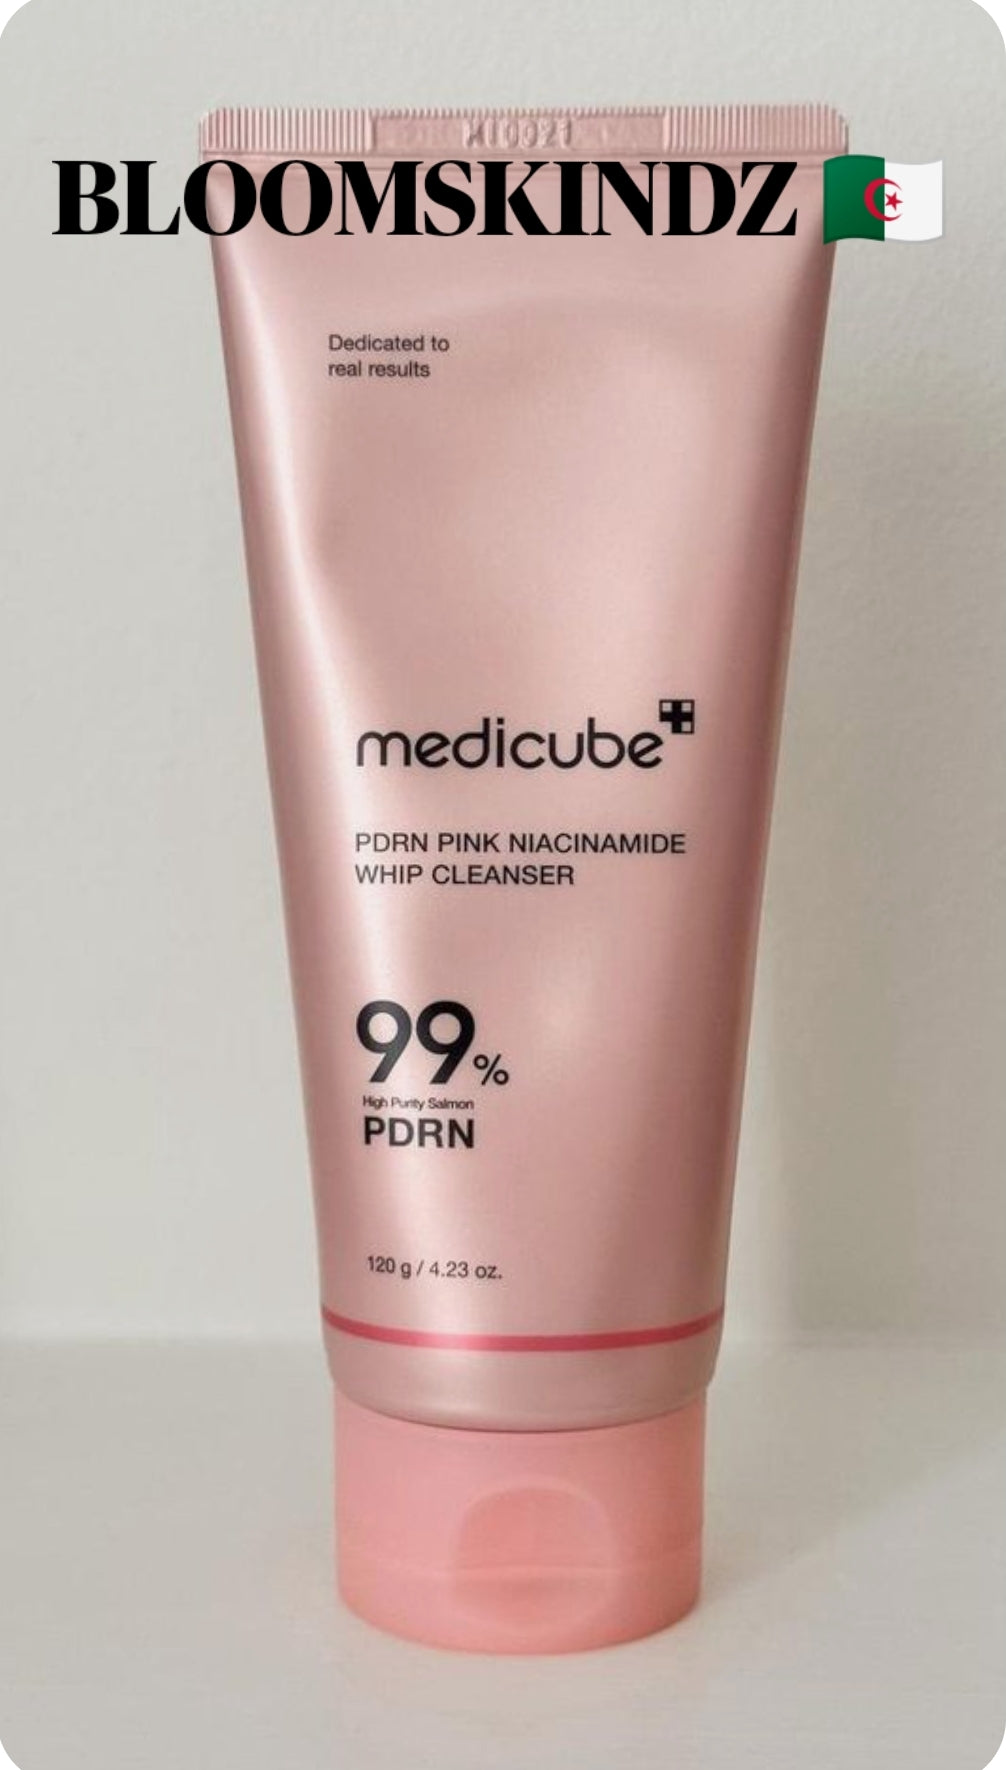 BLOOMSKINDZ 🇩🇿
Dedicated to
real results
medicube
PDRN PINK NIACINAMIDE
WHIP CLEANSER
99%
High Purity Salmon
PDRN
120 g / 4.23 oz.